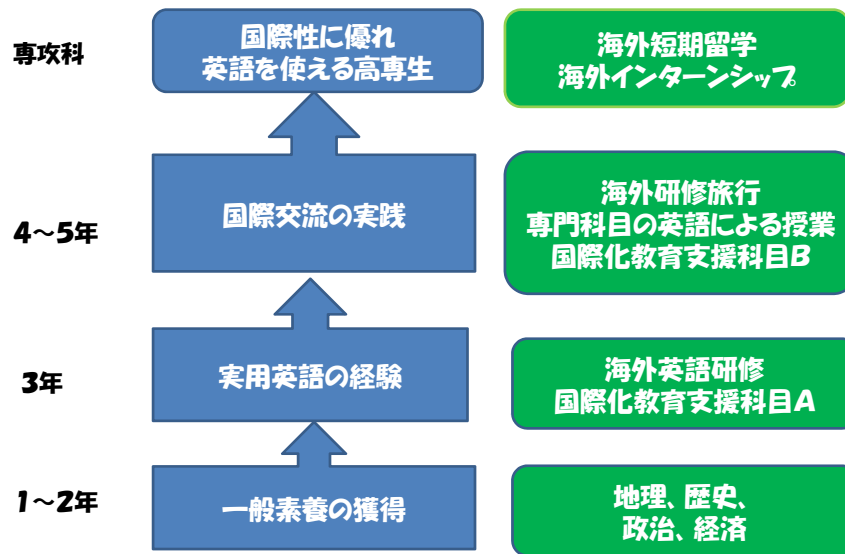 専攻科
国際性に優れ
英語を使える高専生
海外短期留学
海外インターンシップ
4～5年
国際交流の実践
海外研修旅行
専門科目の英語による授業
国際化教育支援科目B
3年
実用英語の経験
海外英語研修
国際化教育支援科目A
1～2年
一般素養の獲得
地理、歴史、
政治、経済